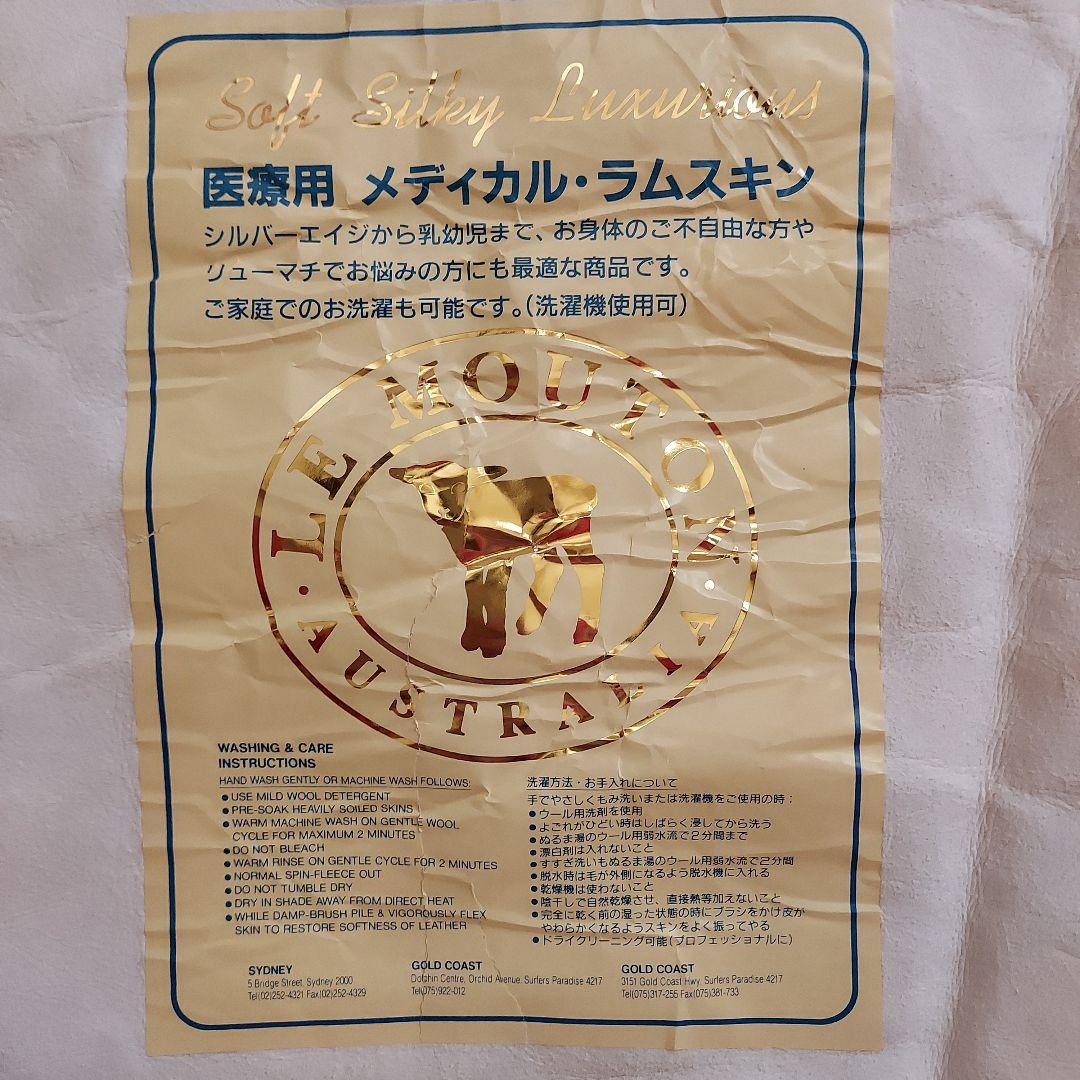 Soft Silky Luxurious
医療用 メディカル・ラムスキン
シルバーエイジから乳幼児まで、お身体のご不自由な方や
リューマチでお悩みの方にも最適な商品です。
ご家庭でのお洗濯も可能です。(洗濯機使用可)
LE MOUTON
AUSTRALIA
WASHING & CARE
INSTRUCTIONS
HAND WASH GENTLY OR MACHINE WASH FOLLOWS:
● USE MILD WOOL DETERGENT
● PRE-SOAK HEAVILY SOILED SKINS
● WARM MACHINE WASH ON GENTLE WOOL
CYCLE FOR MAXIMUM 2 MINUTES
● DO NOT BLEACH
● WARM RINSE ON GENTLE CYCLE FOR 2 MINUTES
● NORMAL SPIN-FLEECE OUT
● DO NOT TUMBLE DRY
● DRY IN SHADE AWAY FROM DIRECT HEAT
● WHILE DAMP-BRUSH PILE & VIGOROUSLY FLEX
SKIN TO RESTORE SOFTNESS OF LEATHER
洗濯方法・お手入れについて
手でやさしくもみ洗いまたは洗濯機をご使用の時：
● ウール用洗剤を使用
● よごれがひどい時はしばらく浸してから洗う
● ぬるま湯のウール用弱水流で2分間まで
● 漂白剤は入れないこと
● すすぎ洗いもぬるま湯のウール用弱水流で2分間
● 脱水時は毛が外側になるよう脱水機に入れる
● 乾燥機は使わないこと
● 陰干しで自然乾燥させ、直接熱等加えないこと
● 完全に乾く前の湿った状態の時にブラシをかけ皮が
やわらかくなるようスキンをよく振ってやる
● ドライクリーニング可能(プロフェッショナルに)
SYDNEY
5 Bridge Street, Sydney 2000
Tel(02)252-4321 Fax(02)252-4329
GOLD COAST
Dolphin Centre, Orchid Avenue, Surfers Paradise 4217
Tel(075)922-012
GOLD COAST
3151 Gold Coast Hwy, Surfers Paradise 4217
Tel(075)317-255 Fax(075)381-733